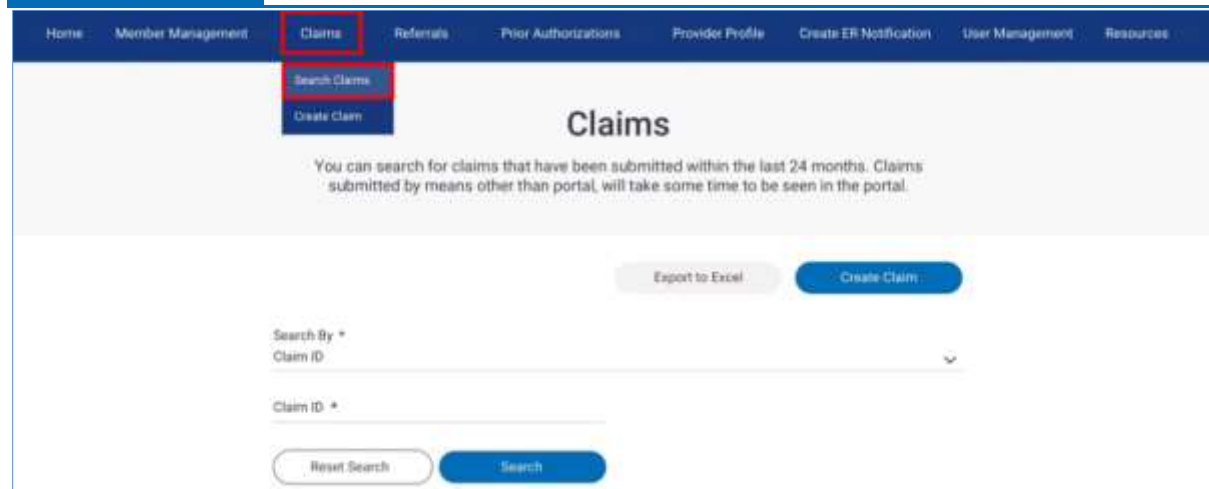 Home Member Management Claims Referrals Prior Authorizations Provider Profile Create ER Notification User Management Resources
Search Claims
Create Claim
Claims
You can search for claims that have been submitted within the last 24 months. Claims
submitted by means other than portal, will take some time to be seen in the portal.
Export to Excel Create Claim
Search By *
Claim ID
Claim ID *
Reset Search Search